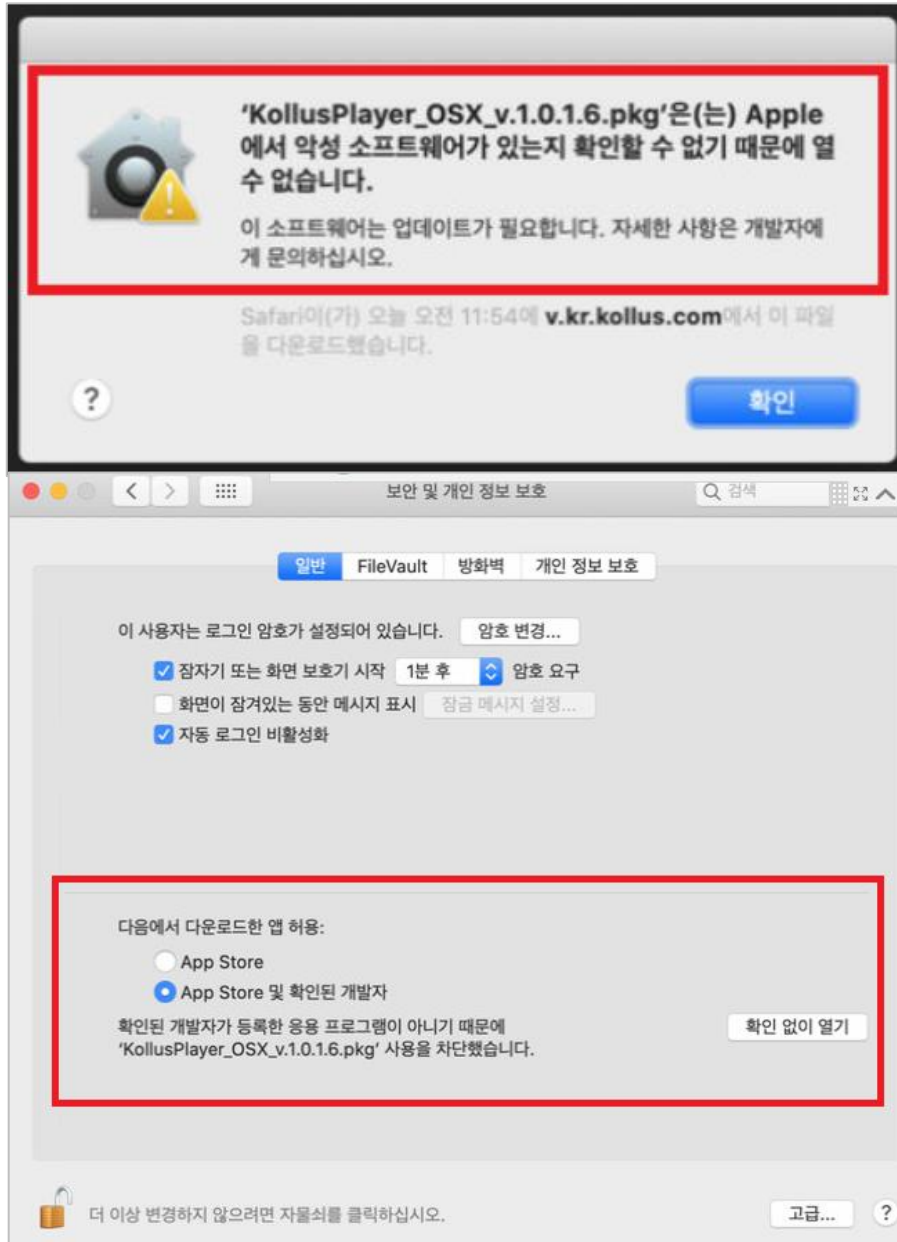 'KollusPlayer_OSX_v.1.0.1.6.pkg'은(는) Apple
에서 악성 소프트웨어가 있는지 확인할 수 없기 때문에 열
수 없습니다.
이 소프트웨어는 업데이트가 필요합니다. 자세한 사항은 개발자에
게 문의하십시오.
Safari이(가) 오늘 오전 11:54에 v.kr.kollus.com에서 이 파일
을 다운로드했습니다.
?
확인
보안 및 개인 정보 보호
검색
일반
FileVault
방화벽
개인 정보 보호
이 사용자는 로그인 암호가 설정되어 있습니다. 암호 변경...
잠자기 또는 화면 보호기 시작 1분 후 암호 요구
화면이 잠겨있는 동안 메시지 표시 잠금 메시지 설정...
자동 로그인 비활성화
다음에서 다운로드한 앱 허용:
App Store
App Store 및 확인된 개발자
확인된 개발자가 등록한 응용 프로그램이 아니기 때문에
'KollusPlayer_OSX_v.1.0.1.6.pkg' 사용을 차단했습니다.
확인 없이 열기
더 이상 변경하지 않으려면 자물쇠를 클릭하십시오.
고급...
?